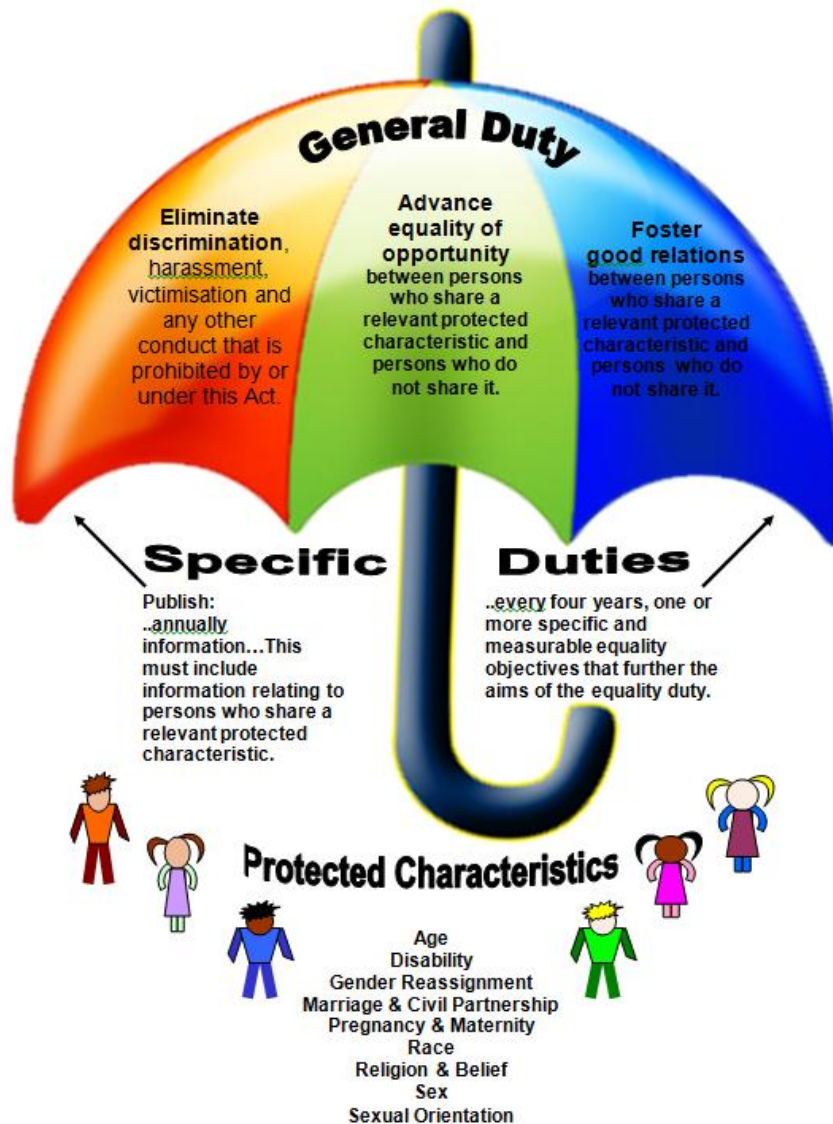 General Duty
Eliminate
discrimination,
harassment,
victimisation and
any other
conduct that is
prohibited by or
under this Act.
Advance
equality of
opportunity
between persons
who share a
relevant protected
characteristic and
persons who do
not share it.
Foster
good relations
between persons
who share a
relevant protected
characteristic and
persons who do
not share it.
Specific Duties
Publish:
..annually
information...This
must include
information relating to
persons who share a
relevant protected
characteristic.
..every four years, one or
more specific and
measurable equality
objectives that further the
aims of the equality duty.
Protected Characteristics
Age
Disability
Gender Reassignment
Marriage & Civil Partnership
Pregnancy & Maternity
Race
Religion & Belief
Sex
Sexual Orientation